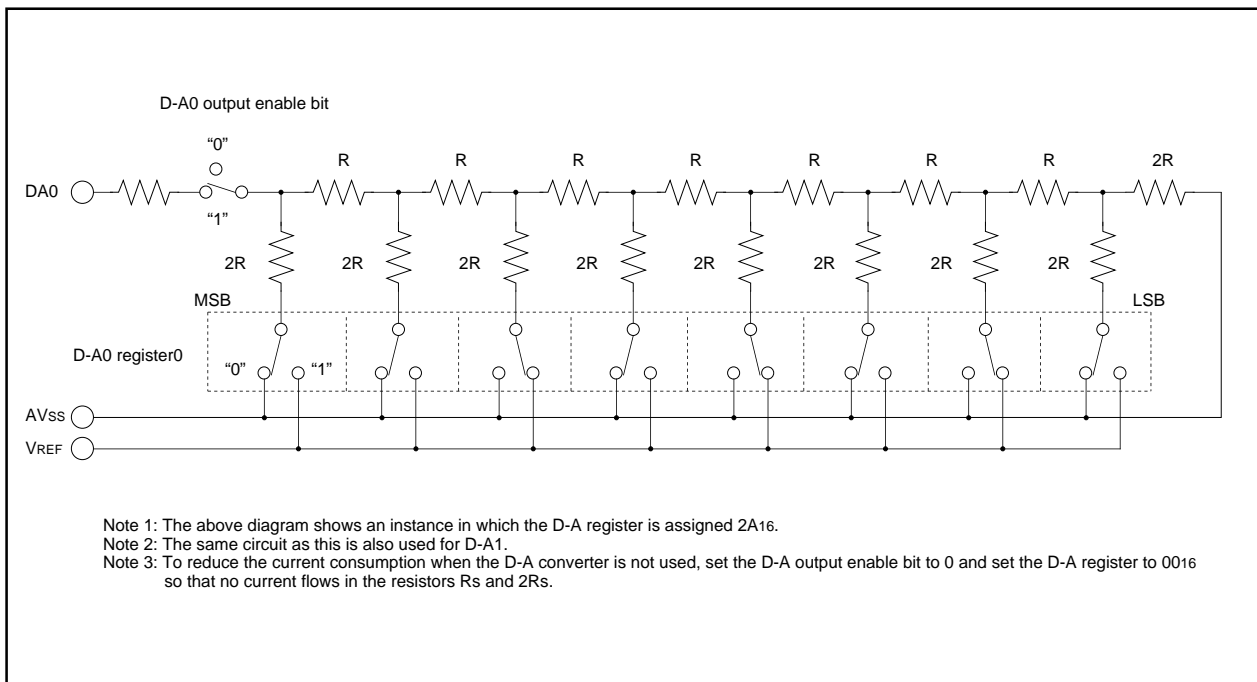 D-A0 output enable bit
“0”
R R R R R R R 2R
DA0
“1”
2R 2R 2R 2R 2R 2R 2R 2R
MSB LSB
D-A0 register0
“0” “1”
AVSS
VREF
Note 1: The above diagram shows an instance in which the D-A register is assigned 2A16.
Note 2: The same circuit as this is also used for D-A1.
Note 3: To reduce the current consumption when the D-A converter is not used, set the D-A output enable bit to 0 and set the D-A register to 0016
so that no current flows in the resistors Rs and 2Rs.